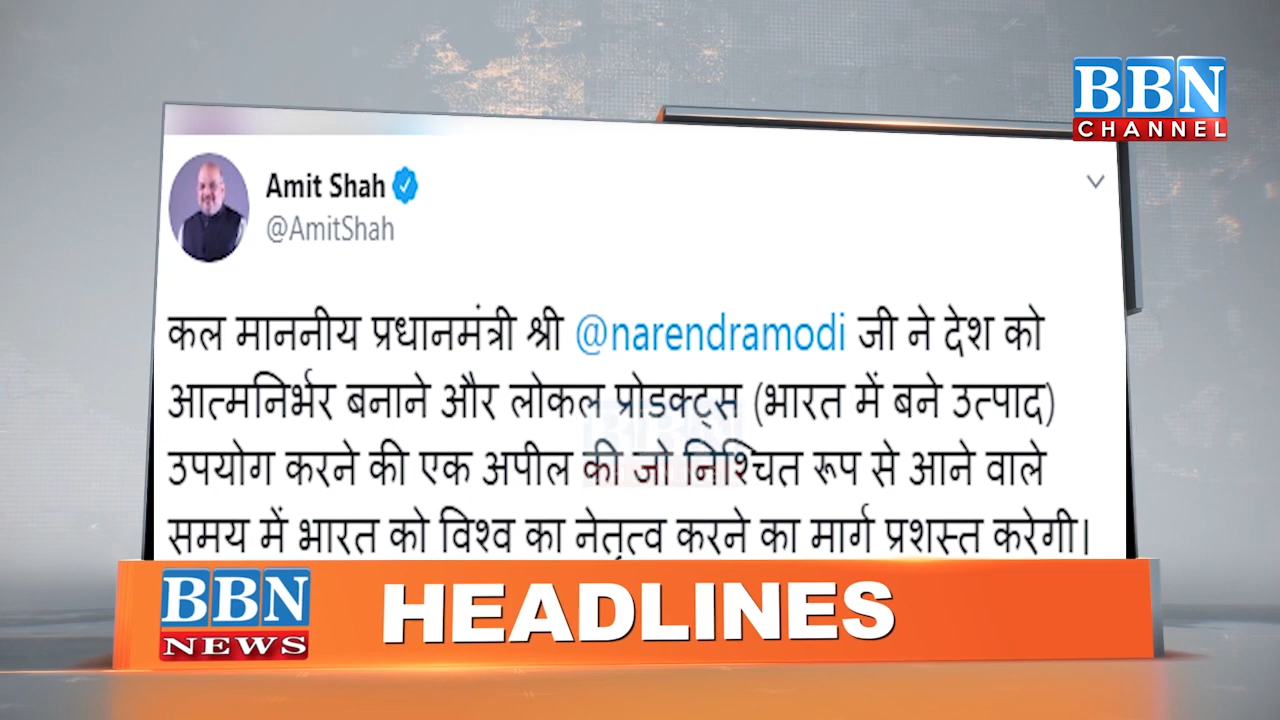 BBN
CHANNEL
Amit Shah
@AmitShah
कल माननीय प्रधानमंत्री श्री @narendramodi जी ने देश को
आत्मनिर्भर बनाने और लोकल प्रोडक्ट्स (भारत में बने उत्पाद)
उपयोग करने की एक अपील की जो निश्चित रूप से आने वाले
समय में भारत को विश्व का नेतृत्व करने का मार्ग प्रशस्त करेगी।
BBN
NEWS
HEADLINES